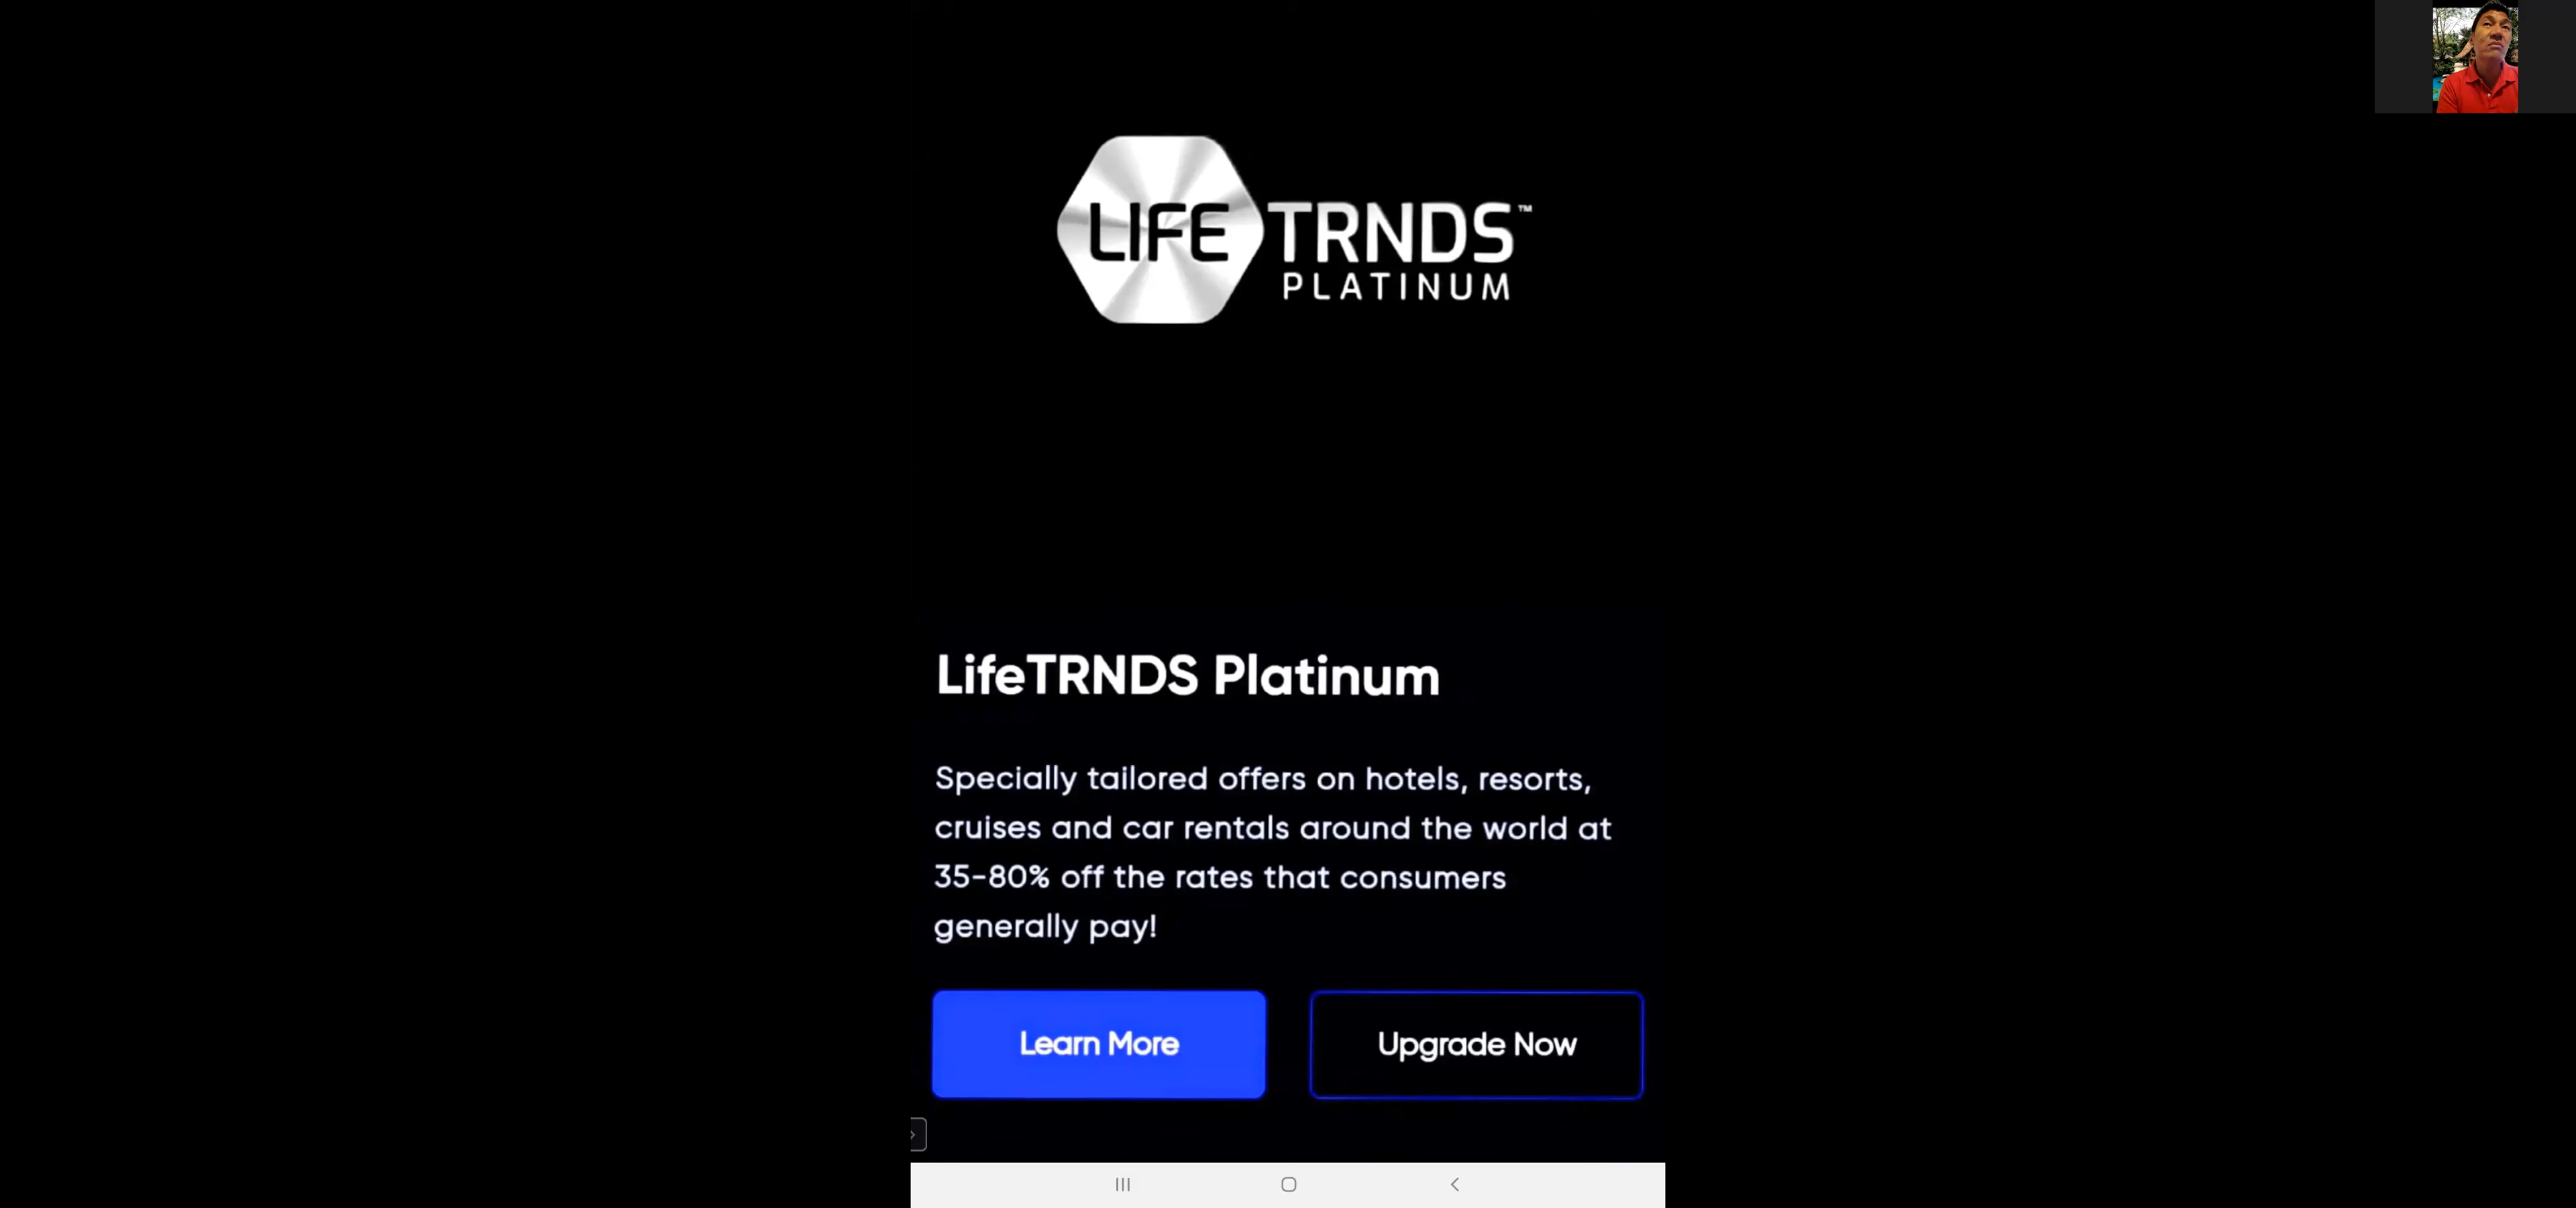 LIFE TRNDS™
PLATINUM
LifeTRNDS Platinum
Specially tailored offers on hotels, resorts,
cruises and car rentals around the world at
35-80% off the rates that consumers
generally pay!
Learn More
Upgrade Now